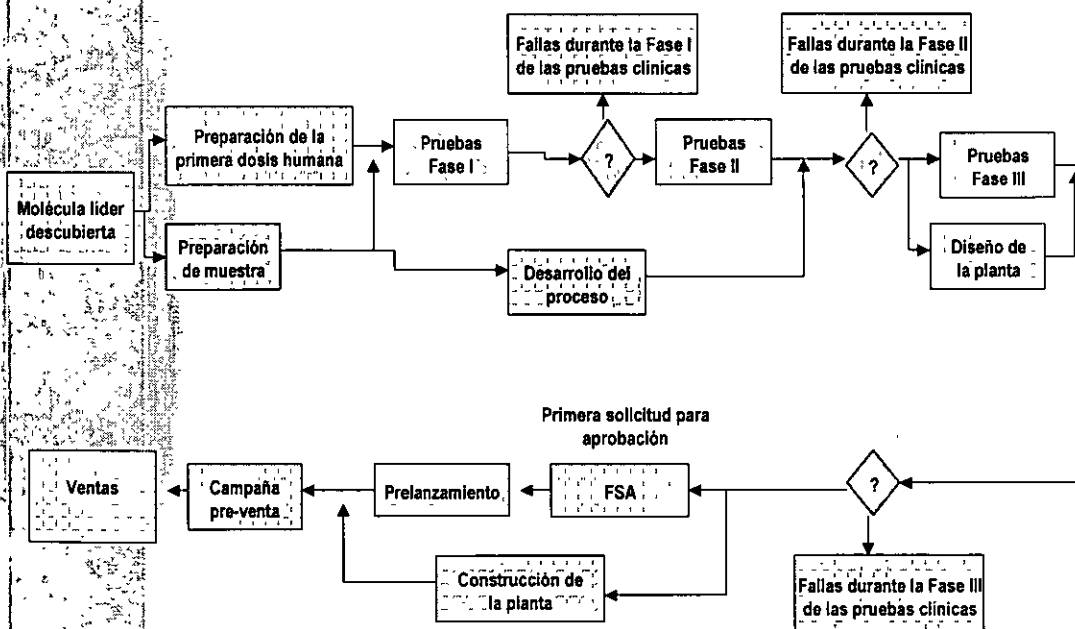 Fallas durante la Fase I
de las pruebas clínicas
Fallas durante la Fase II
de las pruebas clínicas
Preparación de la
primera dosis humana
Pruebas
Fase I
?
Pruebas
Fase II
?
Pruebas
Fase III
Molécula líder
descubierta
Preparación
de muestra
Desarrollo del
proceso
Diseño de
la planta
Primera solicitud para
aprobación
Ventas
Campaña
pre-venta
Prelanzamiento
FSA
?
Construcción de
la planta
Fallas durante la Fase III
de las pruebas clínicas